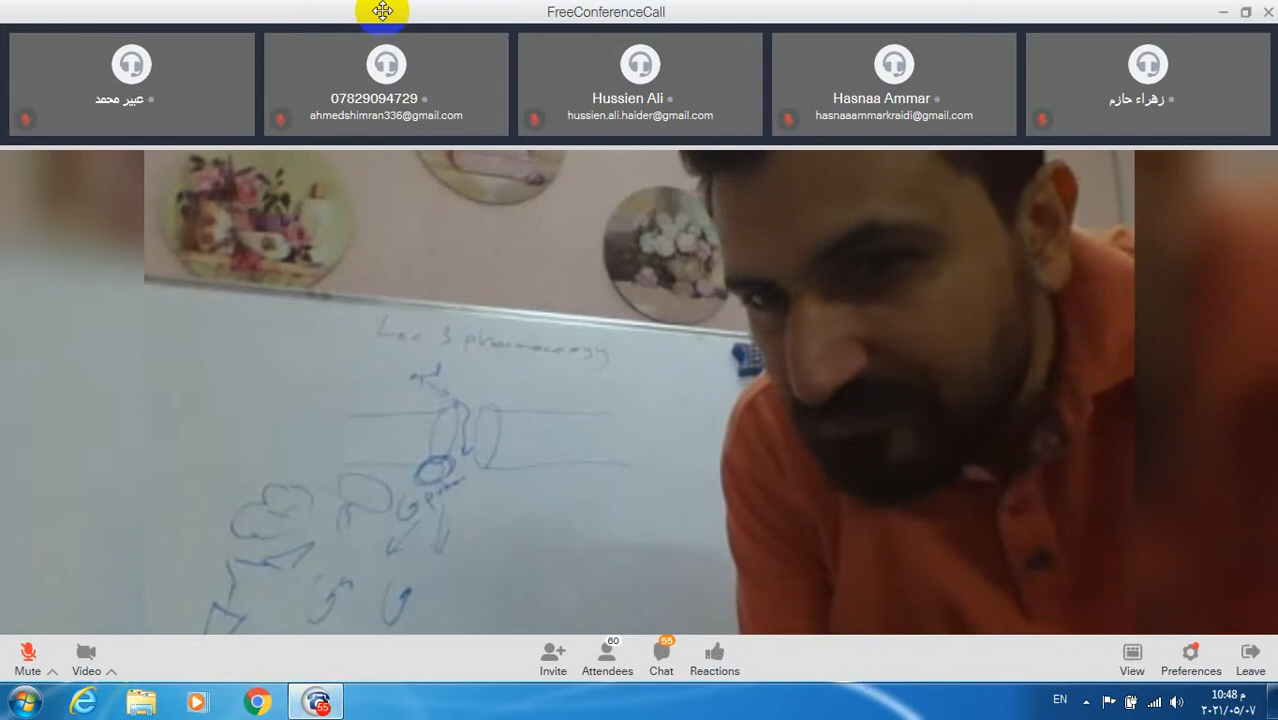 FreeConferenceCall
عبير محمد
07829094729
ahmedshimran336@gmail.com
Hussien Ali
hussien.ali.haider@gmail.com
Hasnaa Ammar
hasnaaammarkraidi@gmail.com
زهراء حازم
Lec 3 pharmacology
Mute
Video
Invite
60
Attendees
55
Chat
Reactions
View
Preferences
Leave
55
EN
10:48 م
٢٠٢١/٠٥/٠٧